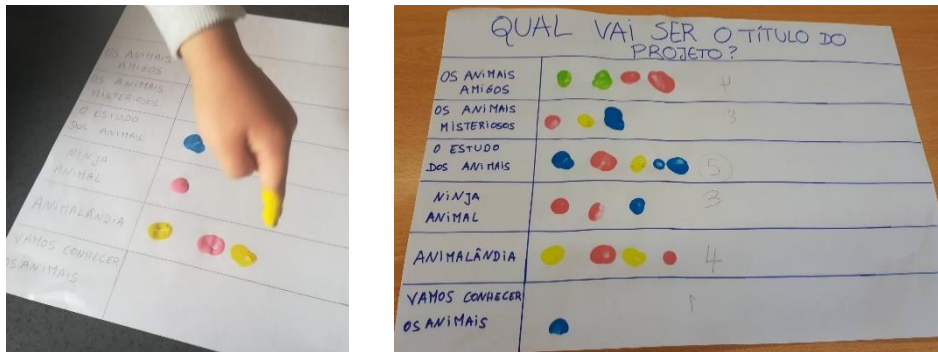 OS ANIMAIS
AMIGOS
OS ANIMAIS
MISTERIOSOS
O ESTUDO
DOS ANIMAIS
NINJA
ANIMAL
ANIMALÂNDIA
VAMOS CONHECER
OS ANIMAIS
QUAL VAI SER O TÍTULO DO
PROJETO?
OS ANIMAIS
AMIGOS
4
OS ANIMAIS
MISTERIOSOS
3
O ESTUDO
DOS ANIMAIS
5
NINJA
ANIMAL
3
ANIMALÂNDIA
4
VAMOS CONHECER
1
OS ANIMAIS